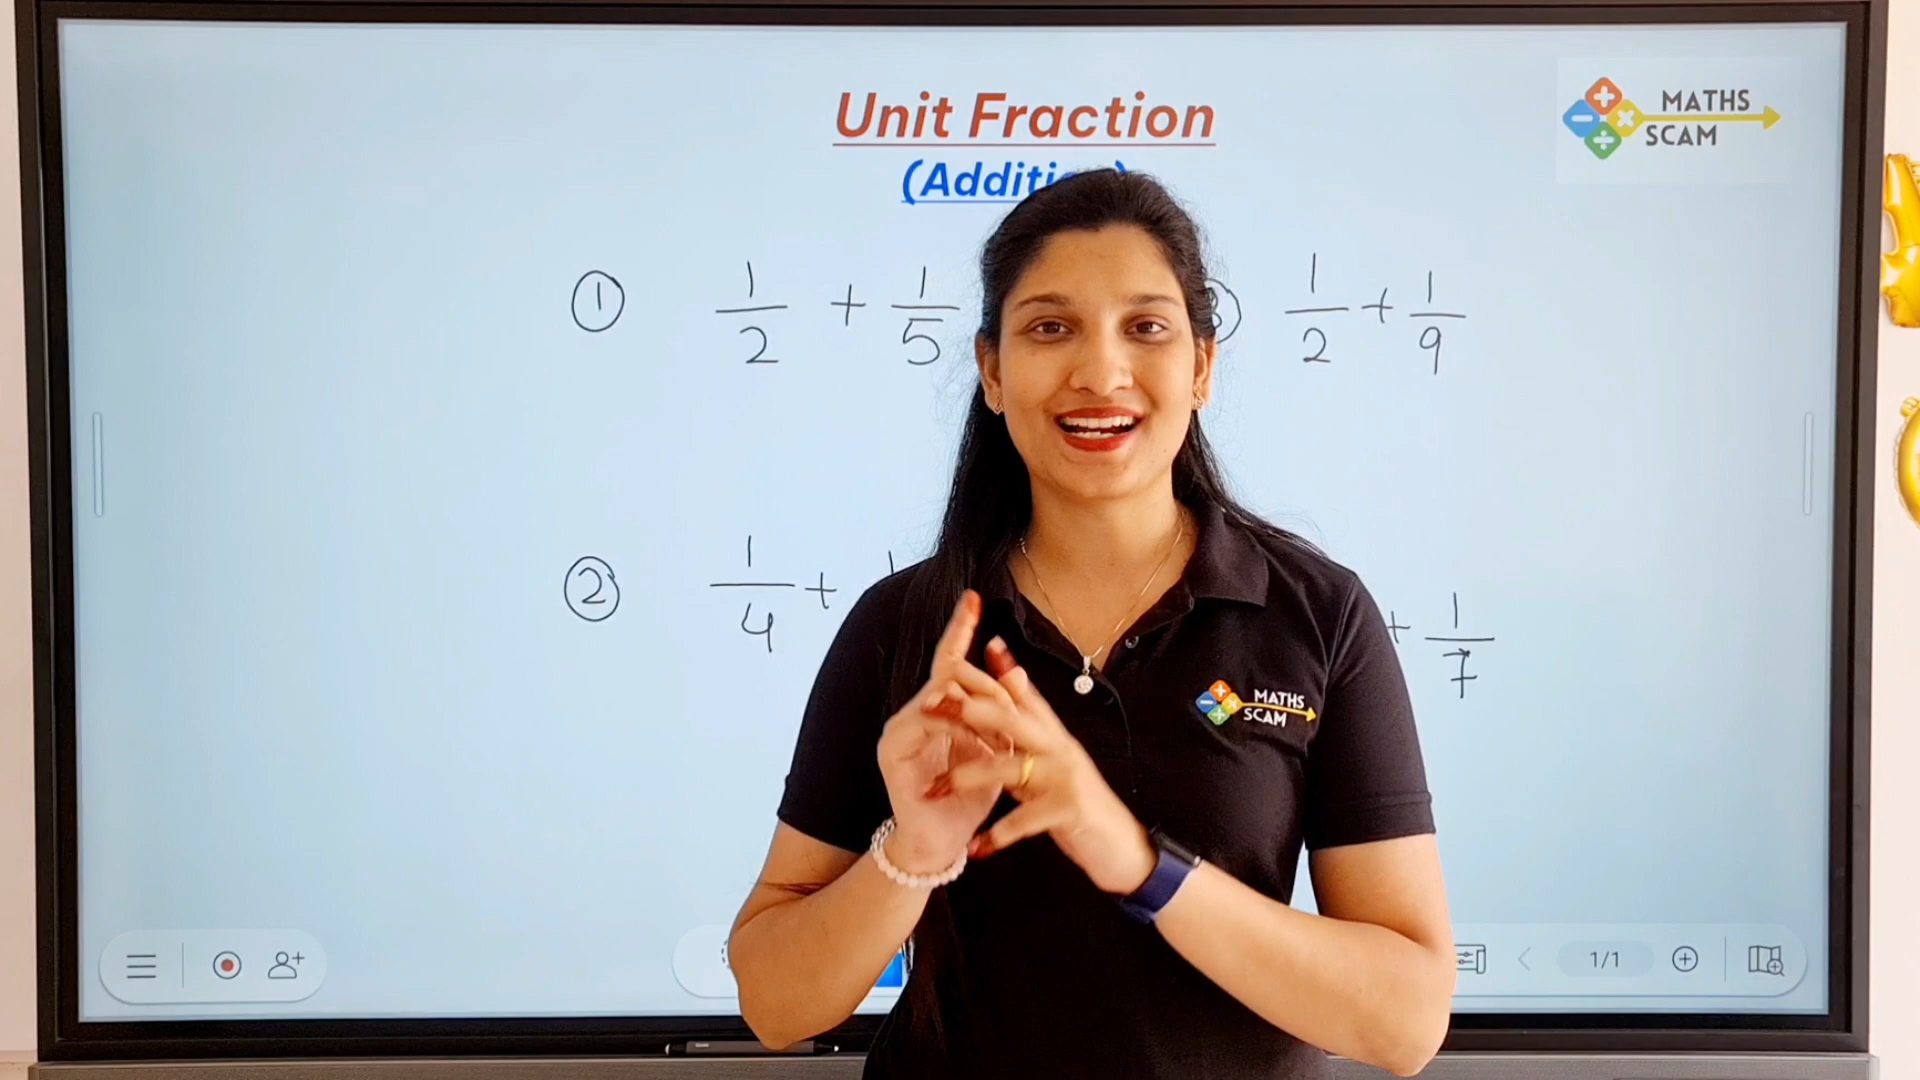 Unit Fraction
(Additi
MATHS
SCAM
① 1/2 + 1/5
1/2 + 1/9
② 1/4 +
+ 1/7
MATHS
SCAM
1/1